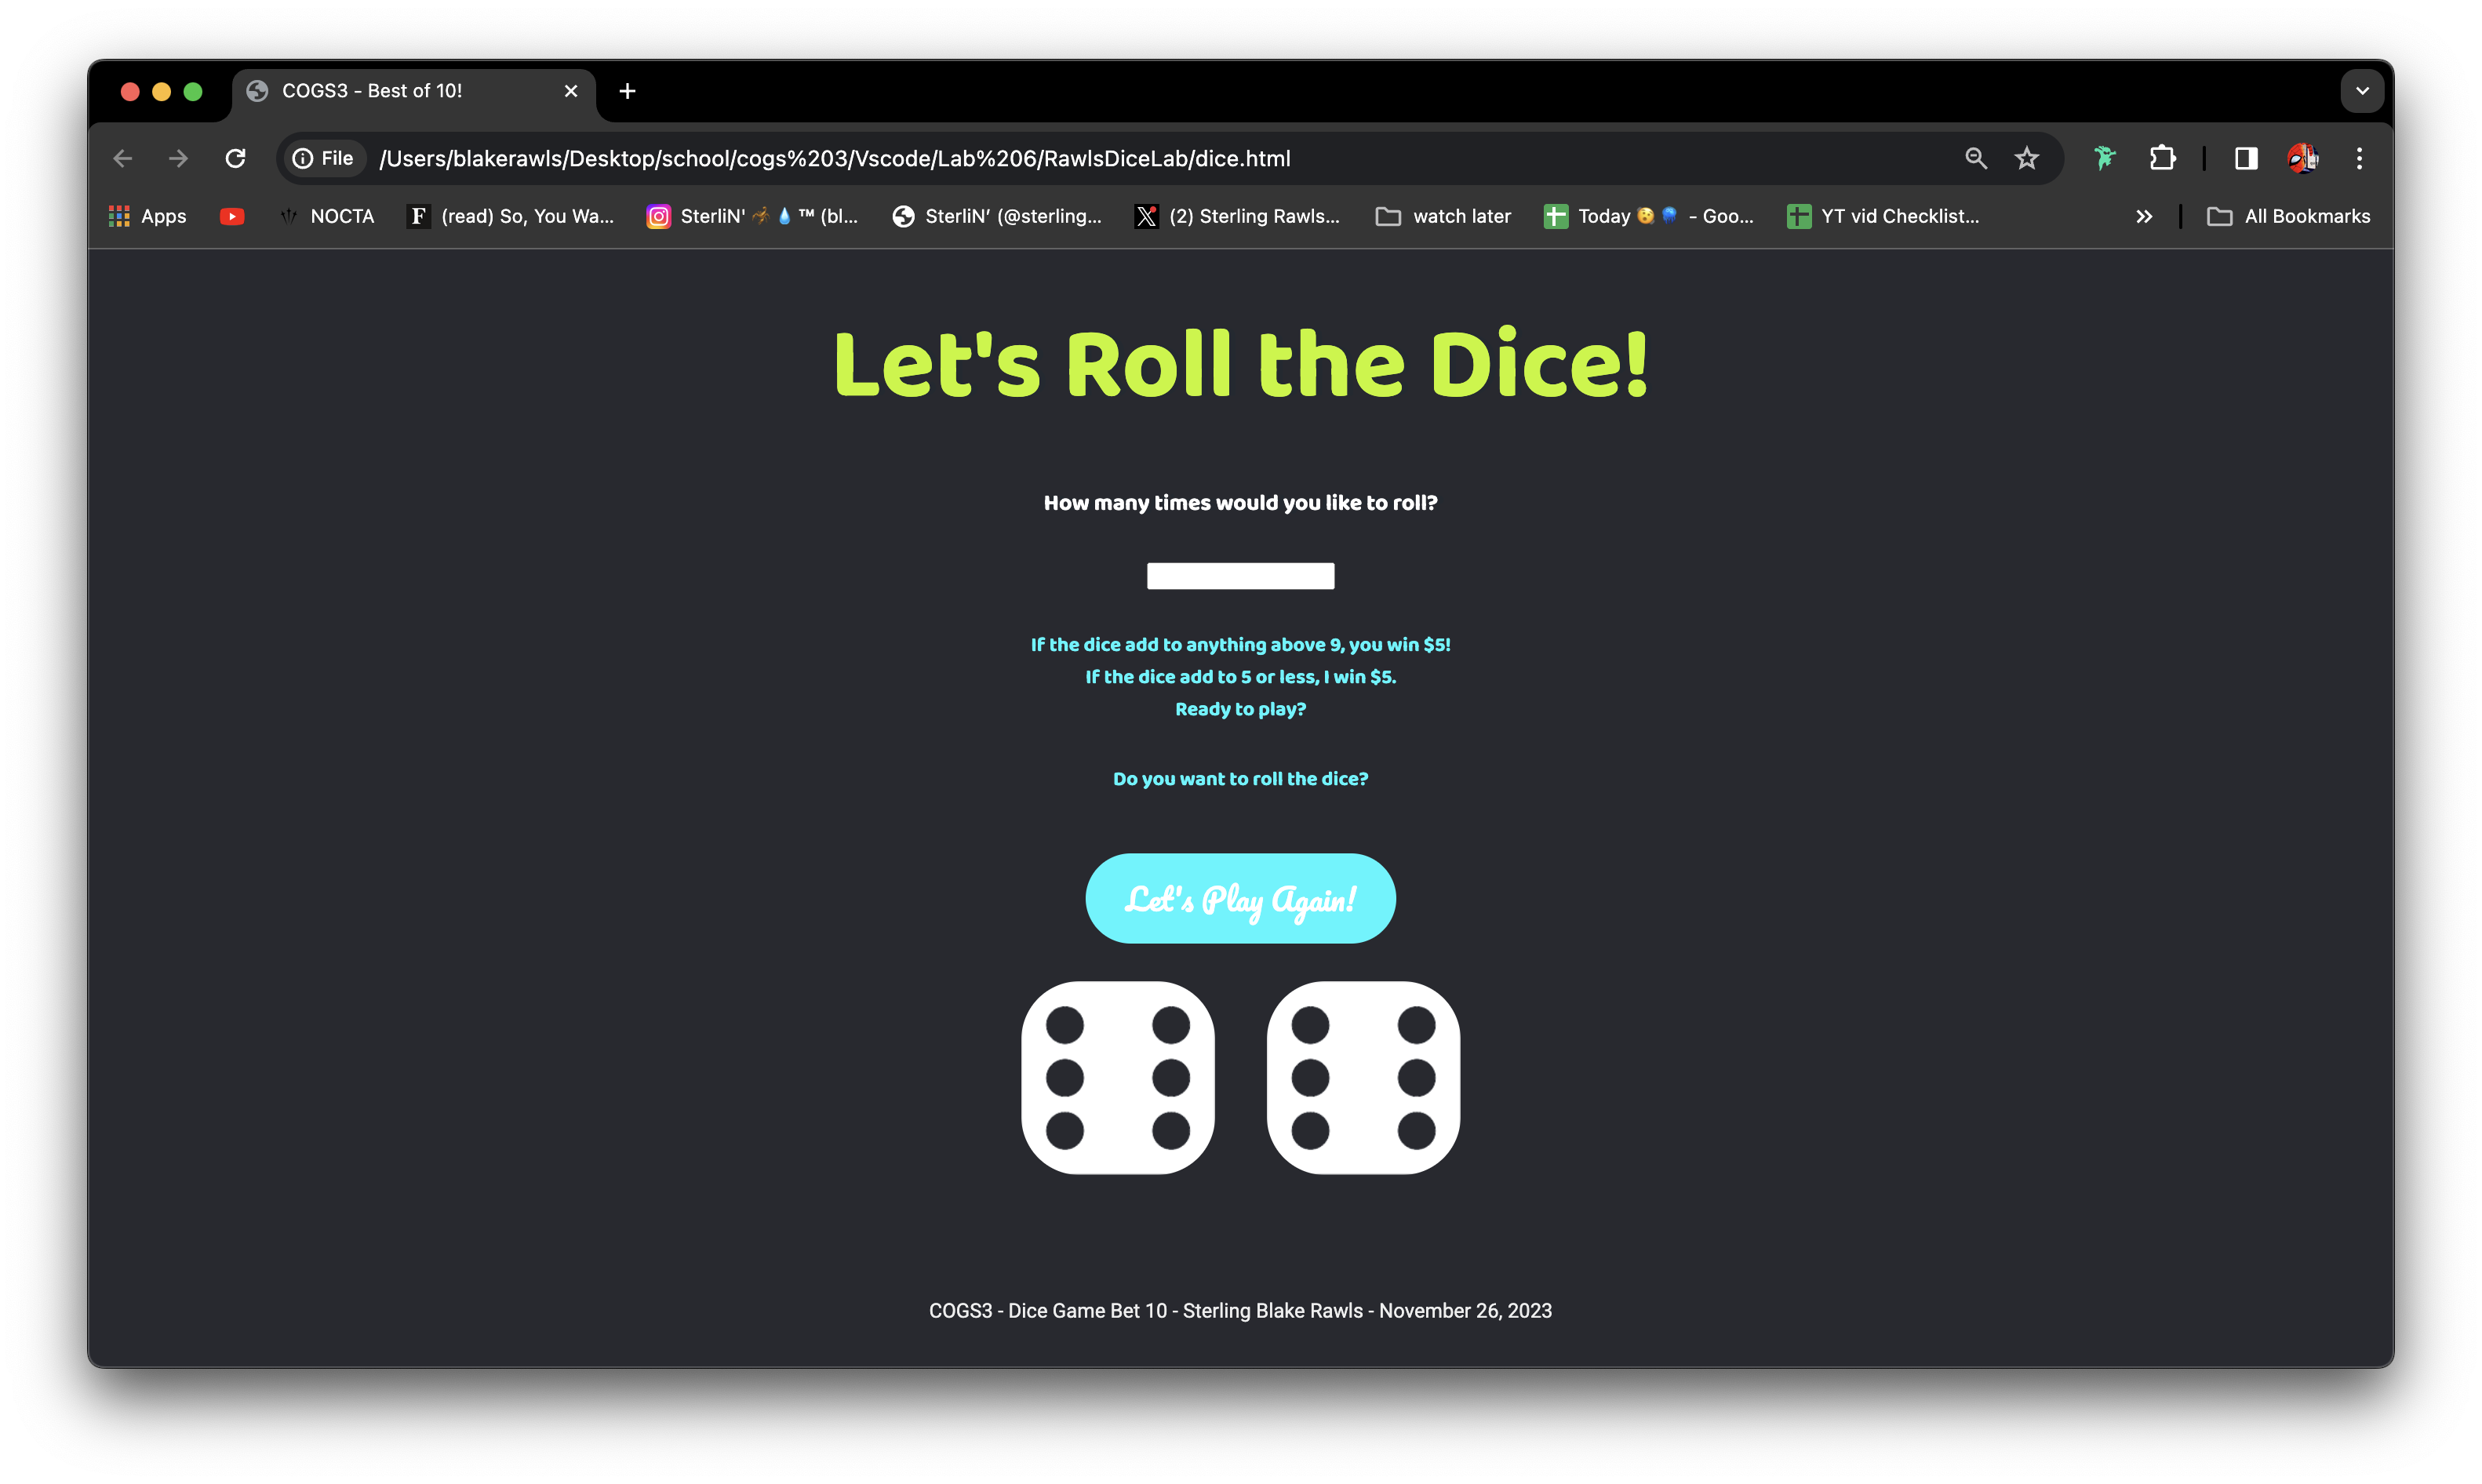 COGS3 - Best of 10!
File /Users/blakerawls/Desktop/school/cogs%203/Vscode/Lab%206/RawlsDiceLab/dice.html
Apps NOCTA F (read) So, You Wa... SterliN' 💧™ (bl... SterliN’ (@sterling... (2) Sterling Rawls... watch later Today - Goo... YT vid Checklist... All Bookmarks
Let's Roll the Dice!
How many times would you like to roll?
If the dice add to anything above 9, you win $5!
If the dice add to 5 or less, I win $5.
Ready to play?
Do you want to roll the dice?
Let's Play Again!
COGS3 - Dice Game Bet 10 - Sterling Blake Rawls - November 26, 2023